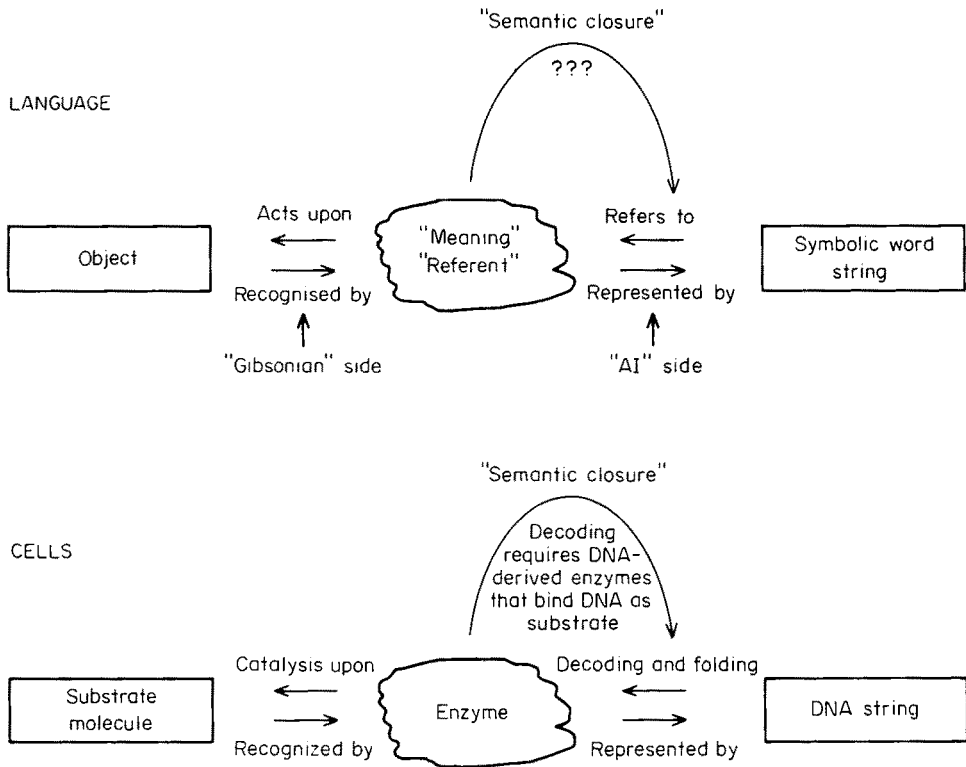 "Semantic closure"
???
LANGUAGE
Acts upon
Refers to
Object
"Meaning"
"Referent"
Symbolic word
string
Recognised by
Represented by
"Gibsonian" side
"AI" side
"Semantic closure"
Decoding
requires DNA-
derived enzymes
that bind DNA as
substrate
CELLS
Catalysis upon
Decoding and folding
Substrate
molecule
Enzyme
DNA string
Recognized by
Represented by